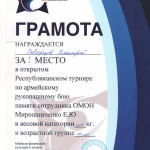 ГРАМОТА
НАГРАЖДАЕТСЯ
ЗА I МЕСТО
в открытом
Республиканском турнире
по армейскому
рукопашному бою
памяти сотрудника ОМОН
Мирошниченко Е.Ю
в весовой категории кг.
в возрастной группе